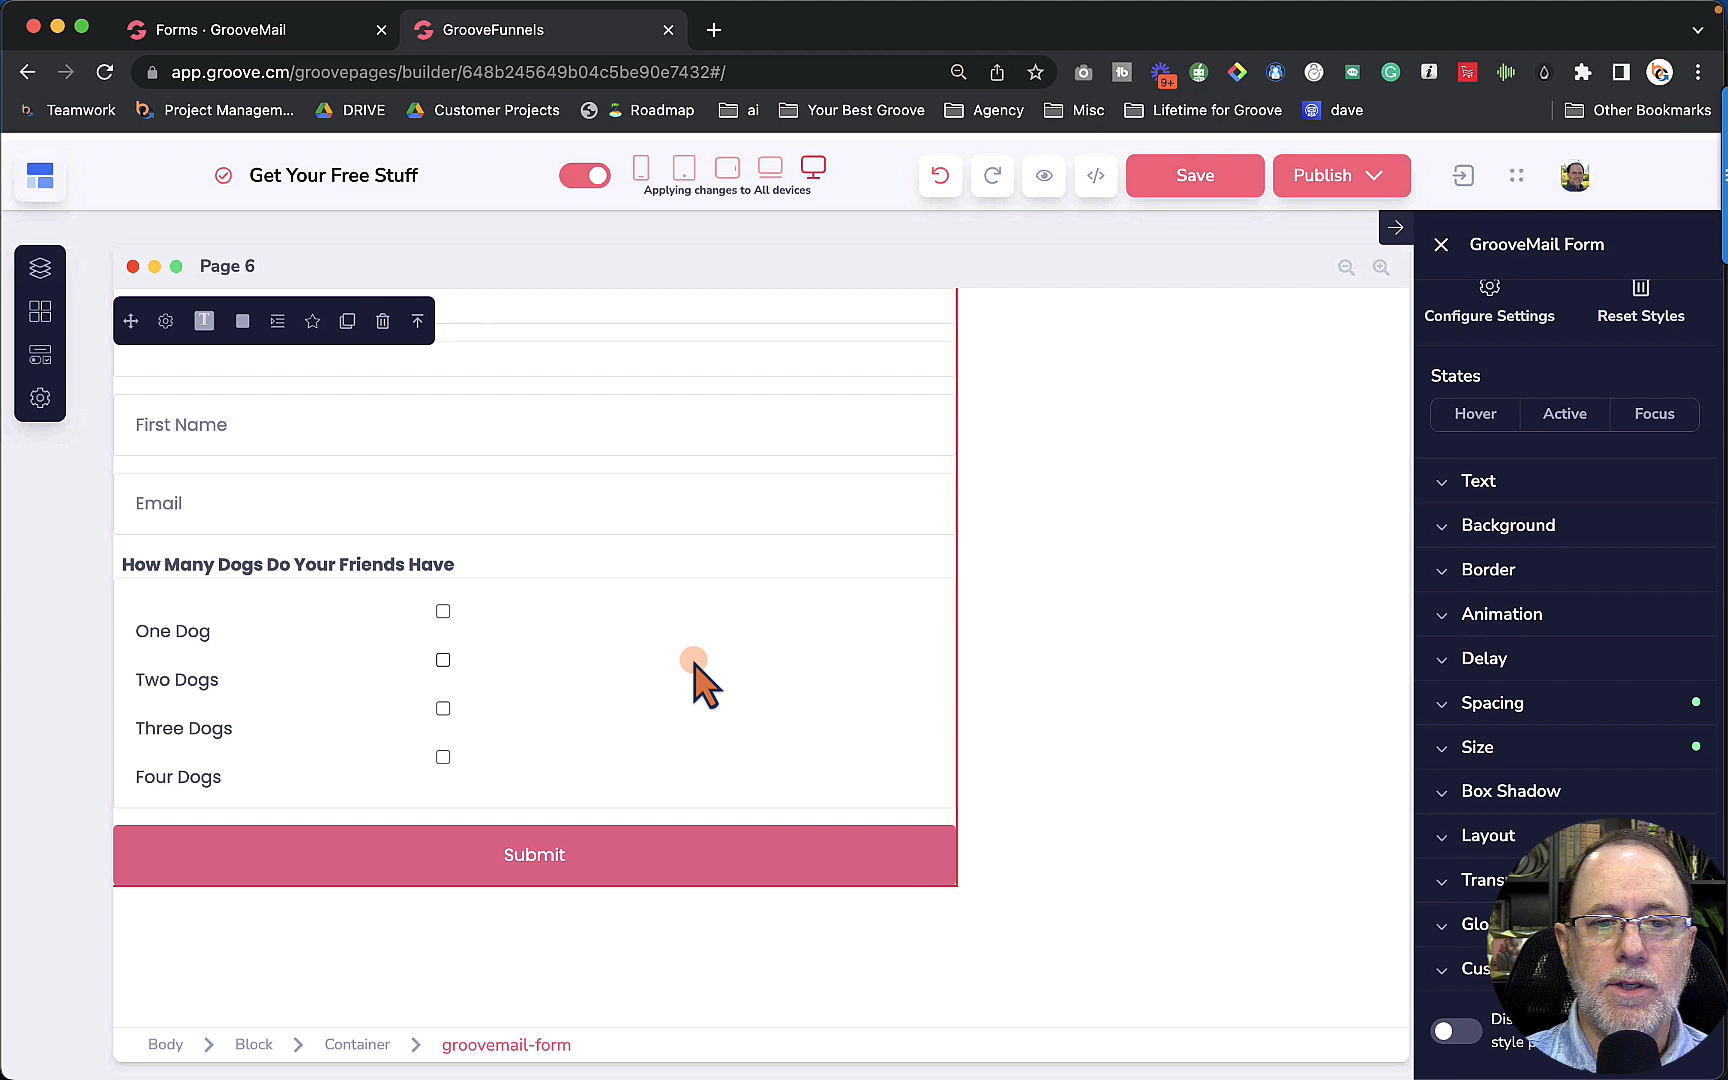 Forms · GrooveMail
GrooveFunnels
app.groove.cm/groovepages/builder/648b245649b04c5be90e7432#/
9+
Teamwork
Project Managem...
DRIVE
Customer Projects
Roadmap
ai
Your Best Groove
Agency
Misc
Lifetime for Groove
dave
Other Bookmarks
Get Your Free Stuff
Applying changes to All devices
Save
Publish
Page 6
GrooveMail Form
Configure Settings
Reset Styles
States
Hover
Active
Focus
Text
Background
Border
Animation
Delay
Spacing
Size
Box Shadow
Layout
Trans
Glo
Cus
Dis
style p
First Name
Email
How Many Dogs Do Your Friends Have
One Dog
Two Dogs
Three Dogs
Four Dogs
Submit
Body
Block
Container
groovemail-form